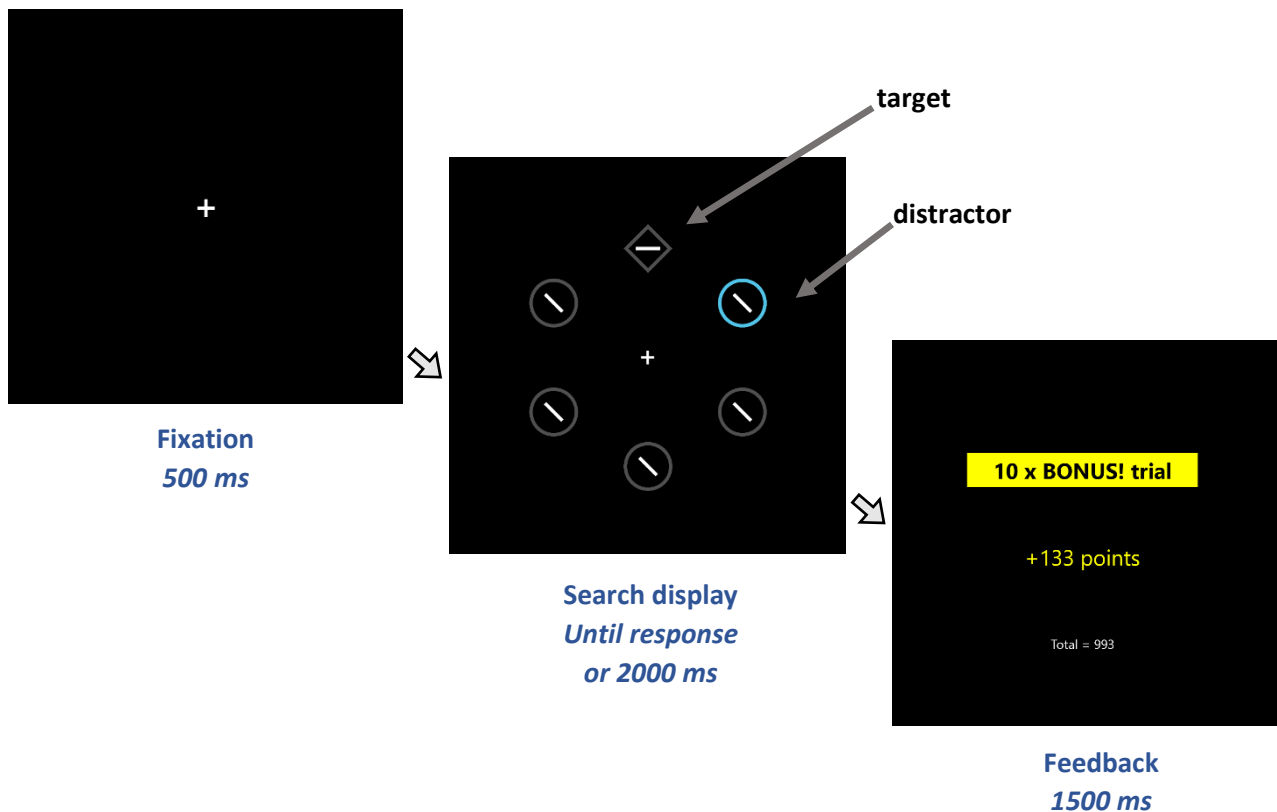 target
distractor
Fixation
500 ms
Search display
Until response
or 2000 ms
10 x BONUS! trial
+133 points
Total = 993
Feedback
1500 ms